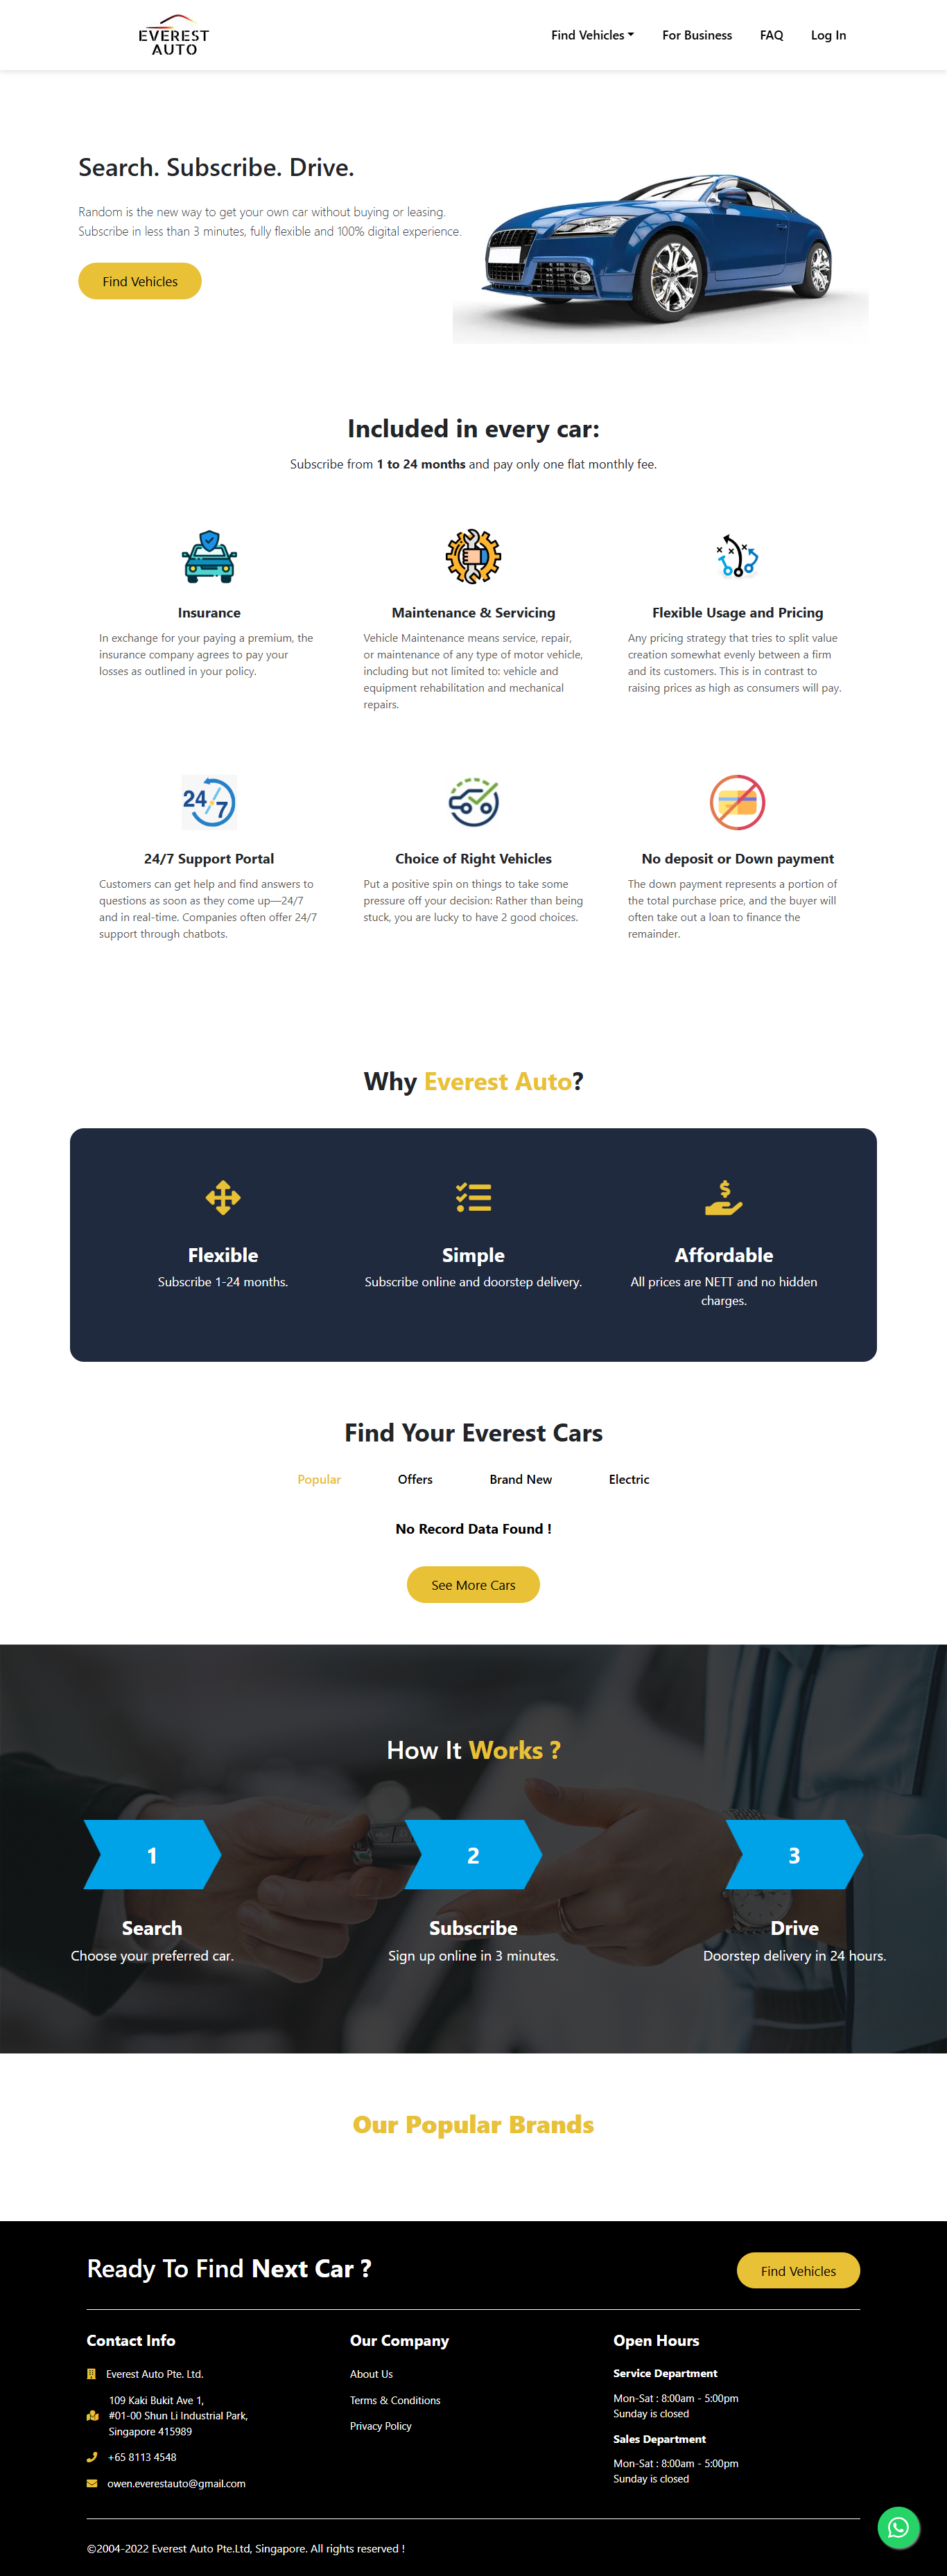 EVEREST
AUTO
Find Vehicles
For Business
FAQ
Log In
Search. Subscribe. Drive.
Random is the new way to get your own car without buying or leasing.
Subscribe in less than 3 minutes, fully flexible and 100% digital experience.
Find Vehicles
Included in every car:
Subscribe from 1 to 24 months and pay only one flat monthly fee.
Insurance
In exchange for your paying a premium, the
insurance company agrees to pay your
losses as outlined in your policy.
Maintenance & Servicing
Vehicle Maintenance means service, repair,
or maintenance of any type of motor vehicle,
including but not limited to: vehicle and
equipment rehabilitation and mechanical
repairs.
Flexible Usage and Pricing
Any pricing strategy that tries to split value
creation somewhat evenly between a firm
and its customers. This is in contrast to
raising prices as high as consumers will pay.
24/7
24/7 Support Portal
Customers can get help and find answers to
questions as soon as they come up—24/7
and in real-time. Companies often offer 24/7
support through chatbots.
Choice of Right Vehicles
Put a positive spin on things to take some
pressure off your decision: Rather than being
stuck, you are lucky to have 2 good choices.
No deposit or Down payment
The down payment represents a portion of
the total purchase price, and the buyer will
often take out a loan to finance the
remainder.
Why Everest Auto?
Flexible
Subscribe 1-24 months.
Simple
Subscribe online and doorstep delivery.
Affordable
All prices are NETT and no hidden
charges.
Find Your Everest Cars
Popular
Offers
Brand New
Electric
No Record Data Found !
See More Cars
How It Works ?
1
Search
Choose your preferred car.
2
Subscribe
Sign up online in 3 minutes.
3
Drive
Doorstep delivery in 24 hours.
Our Popular Brands
Ready To Find Next Car ?
Find Vehicles
Contact Info
Everest Auto Pte. Ltd.
109 Kaki Bukit Ave 1,
#01-00 Shun Li Industrial Park,
Singapore 415989
+65 8113 4548
owen.everestauto@gmail.com
Our Company
About Us
Terms & Conditions
Privacy Policy
Open Hours
Service Department
Mon-Sat : 8:00am - 5:00pm
Sunday is closed
Sales Department
Mon-Sat : 8:00am - 5:00pm
Sunday is closed
©2004-2022 Everest Auto Pte.Ltd, Singapore. All rights reserved !